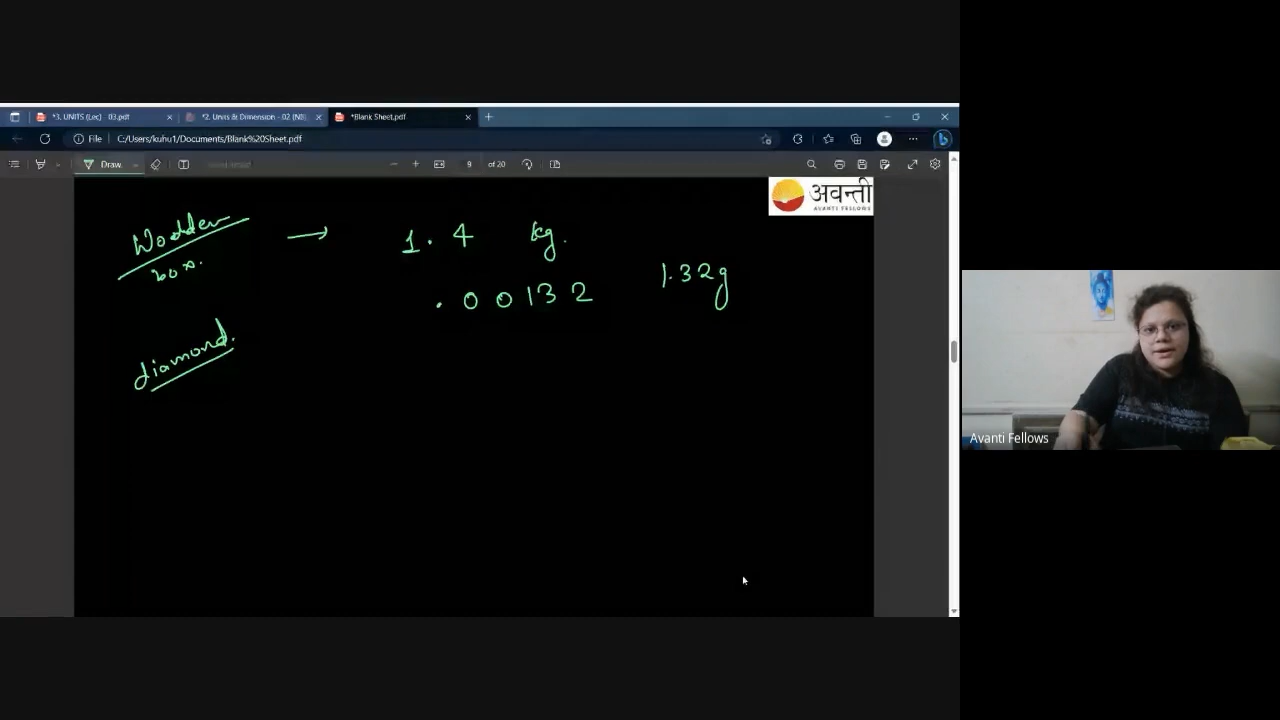 *3. UNITS (Lec) - 03.pdf
*2. Units & Dimension - 02 (NB)
*Blank Sheet.pdf
File
C:/Users/kuhu1/Documents/Blank%20Sheet.pdf
Draw
9 of 20
अवन्ती
AVANTI FELLOWS
Wodden → 1.4 kg.
box.
.00132 1.32g
diamond.
Avanti Fellows